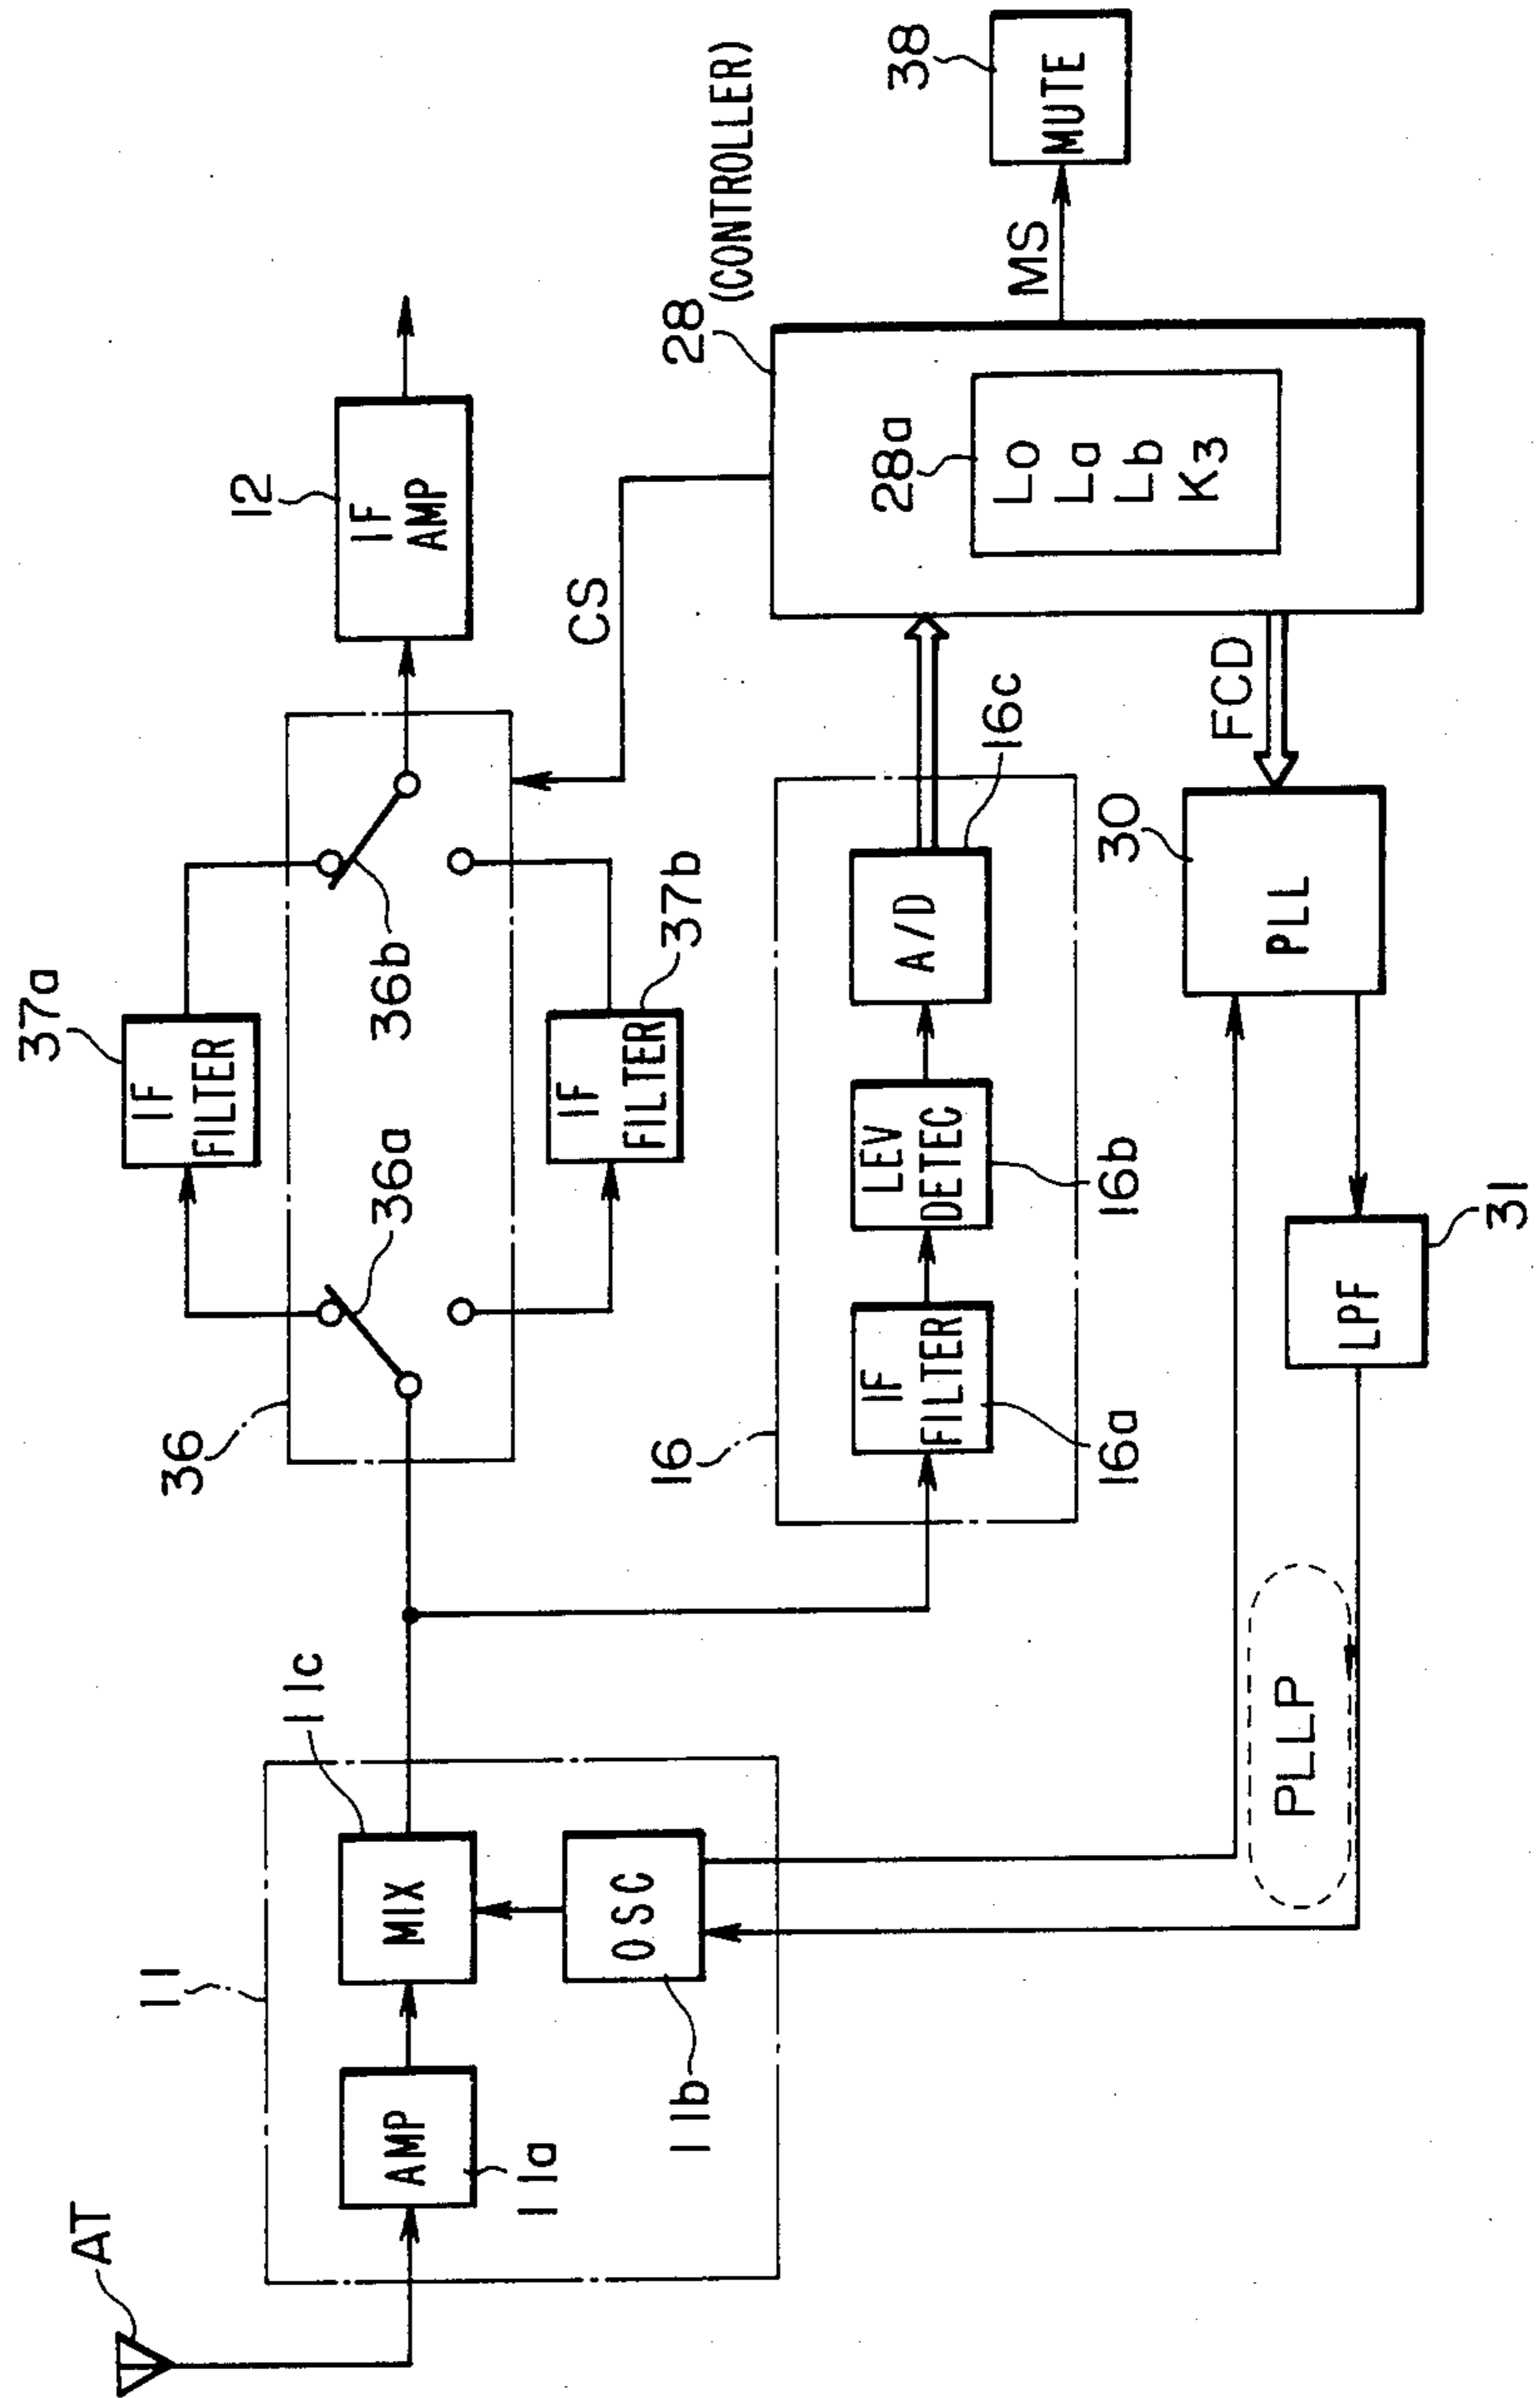 37a
IF
FILTER
36
36a
36b
12
IF
AMP
IF
FILTER
37b
CS
AT
11
AMP
11a
MIX
11c
OSC
11b
16
IF
FILTER
16a
LEV
DETEC
16b
A/D
16c
28
(CONTROLLER)
28a
Lo
La
Lb
K3
MS
38
MUTE
FCD
30
PLL
LPF
31
PLLP